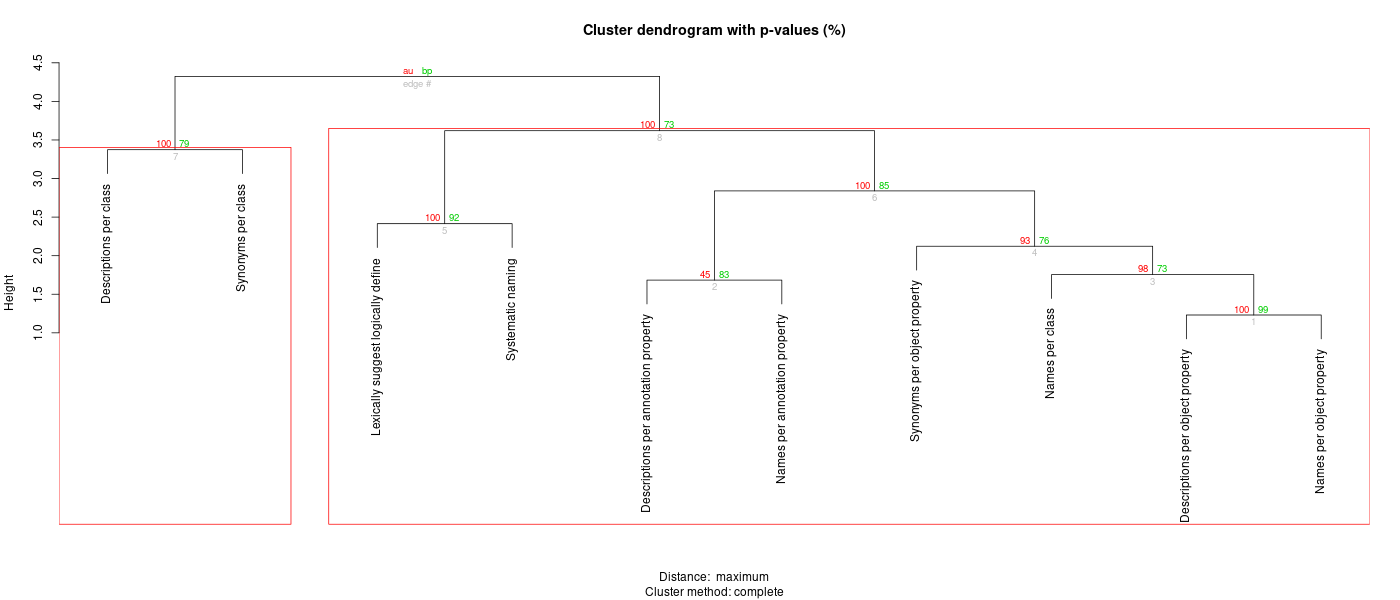 Cluster dendrogram with p-values (%)
Height
4.5
4.0
3.5
3.0
2.5
2.0
1.5
1.0
au bp
edge #
100 79
7
100 73
8
100 85
6
100 92
5
93 76
4
98 73
3
45 83
2
100 99
1
Descriptions per class
Synonyms per class
Lexically suggest logically define
Systematic naming
Descriptions per annotation property
Names per annotation property
Synonyms per object property
Names per class
Descriptions per object property
Names per object property
Distance: maximum
Cluster method: complete